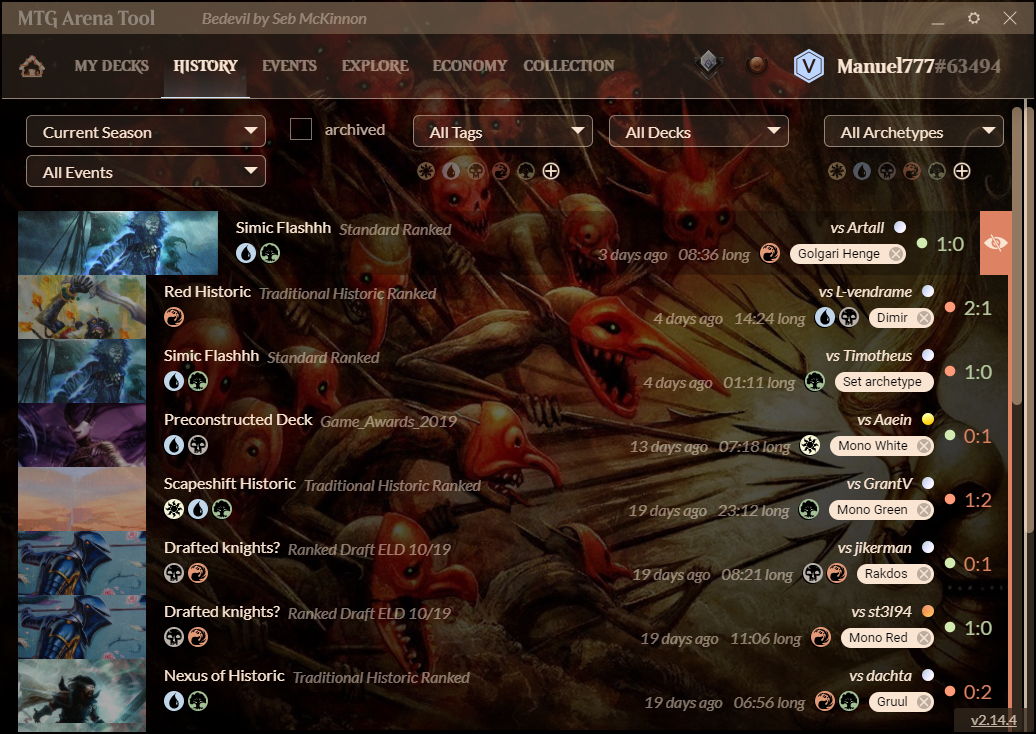 MTG Arena Tool
Bedevil by Seb McKinnon
MY DECKS HISTORY EVENTS EXPLORE ECONOMY COLLECTION
V
Manuel777#63494
Current Season
archived
All Tags
All Decks
All Archetypes
All Events
Simic Flashhh Standard Ranked
vs Artall
3 days ago 08:36 long
Golgari Henge
1:0
Red Historic Traditional Historic Ranked
vs L-vendrame
4 days ago 14:24 long
Dimir
2:1
Simic Flashhh Standard Ranked
vs Timotheus
4 days ago 01:11 long
Set archetype
1:0
Preconstructed Deck Game_Awards_2019
vs Aaein
13 days ago 07:18 long
Mono White
0:1
Scapeshift Historic Traditional Historic Ranked
vs GrantV
19 days ago 23:12 long
Mono Green
1:2
Drafted knights? Ranked Draft ELD 10/19
vs jikerman
19 days ago 08:21 long
Rakdos
0:1
Drafted knights? Ranked Draft ELD 10/19
vs st3l94
19 days ago 11:06 long
Mono Red
1:0
Nexus of Historic Traditional Historic Ranked
vs dachta
19 days ago 06:56 long
Gruul
0:2
v2.14.4